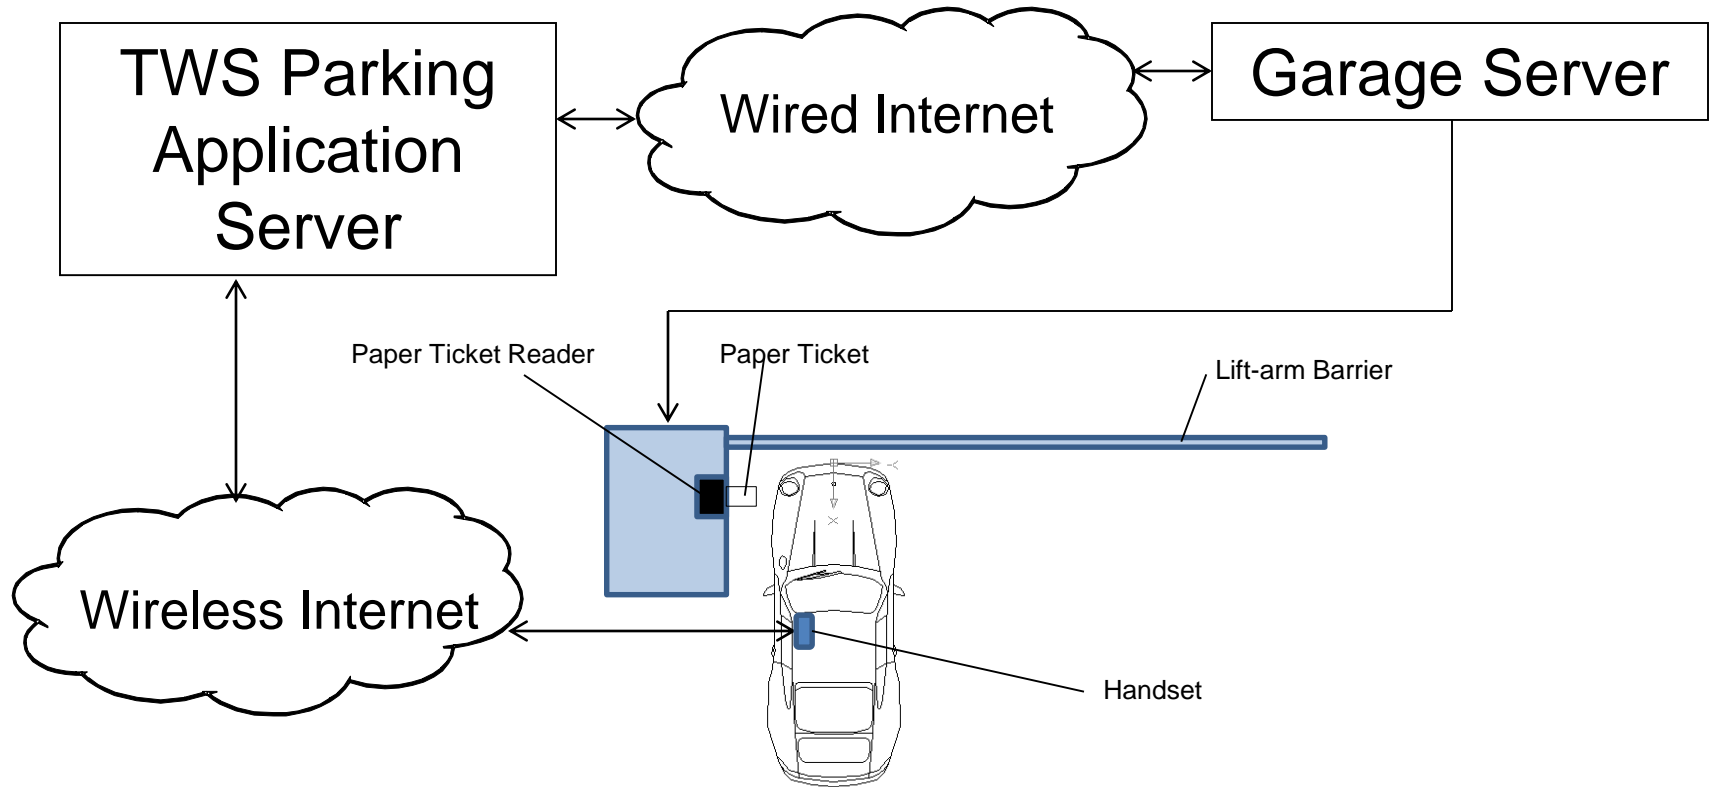 TWS Parking
Application
Server
Wired Internet
Garage Server
Paper Ticket Reader
Paper Ticket
Lift-arm Barrier
Y
X
Wireless Internet
Handset